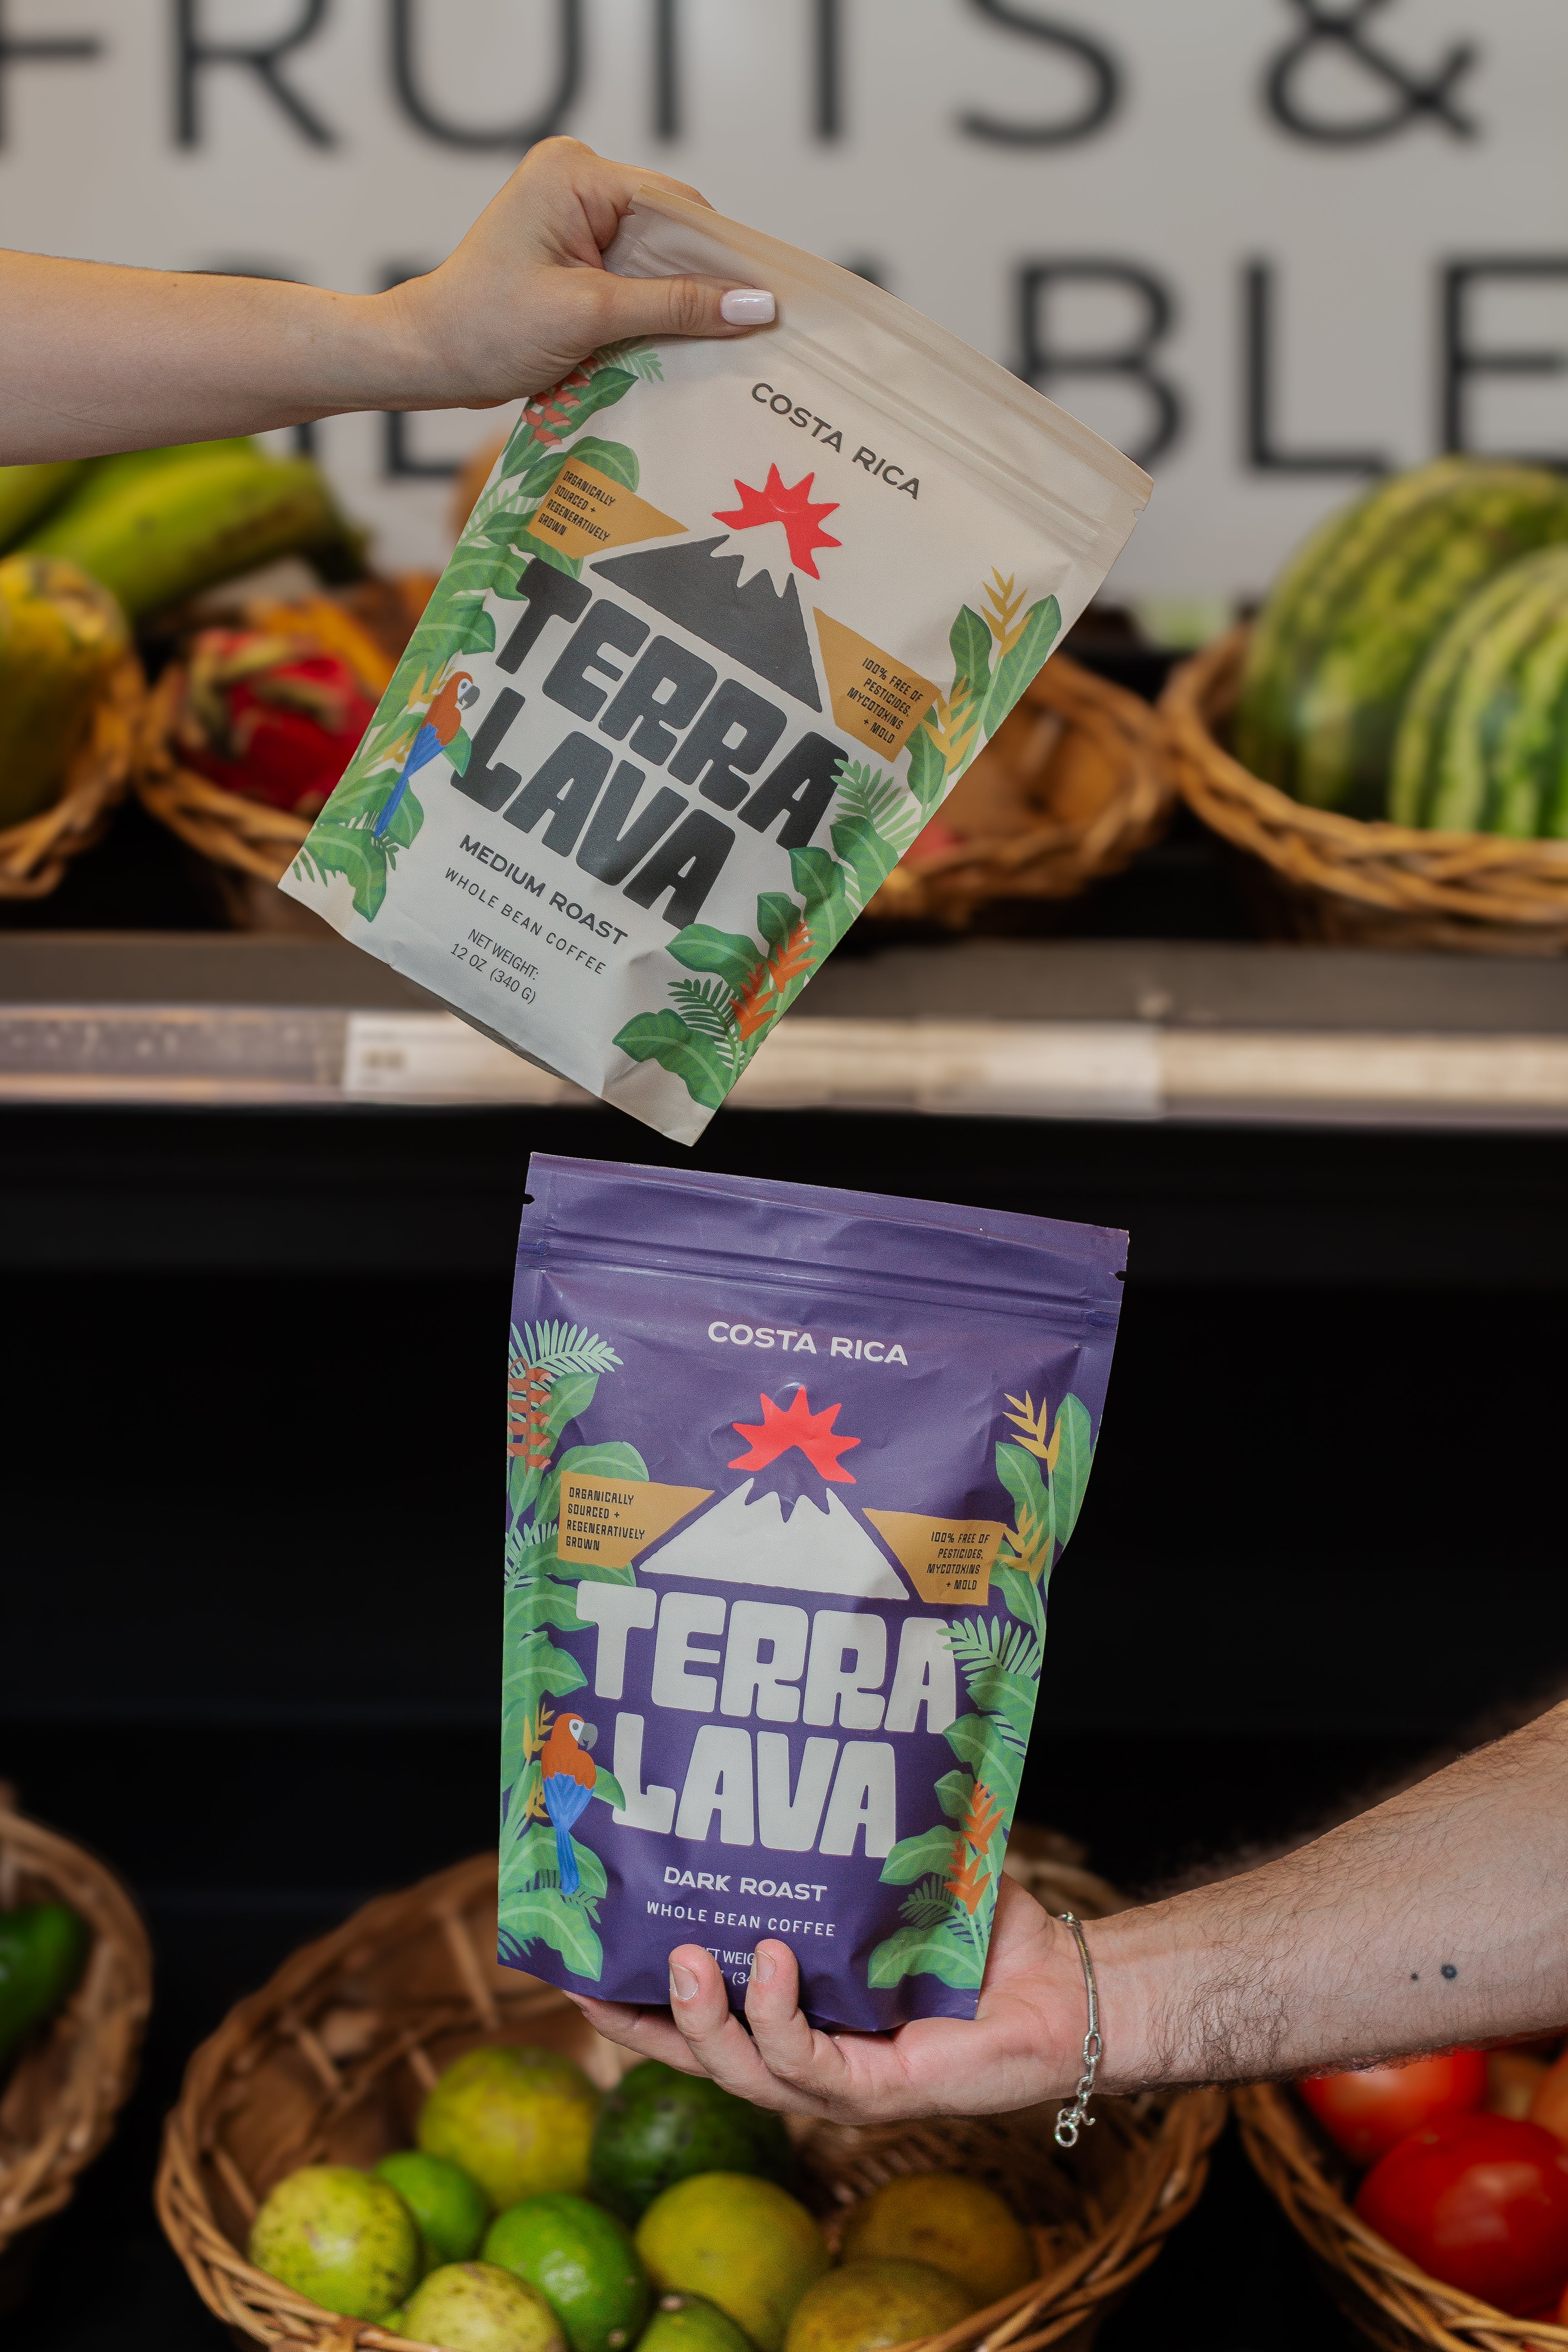 FRUITS &
COSTA RICA
ORGANICALLY
SOURCED +
REGENERATIVELY
GROWN
100% FREE OF
PESTICIDES,
MYCOTOXINS
+ MOLD
TERRA
LAVA
MEDIUM ROAST
WHOLE BEAN COFFEE
NET WEIGHT:
12 OZ (340 G)
COSTA RICA
ORGANICALLY
SOURCED +
REGENERATIVELY
GROWN
100% FREE OF
PESTICIDES,
MYCOTOXINS
+ MOLD
TERRA
LAVA
DARK ROAST
WHOLE BEAN COFFEE